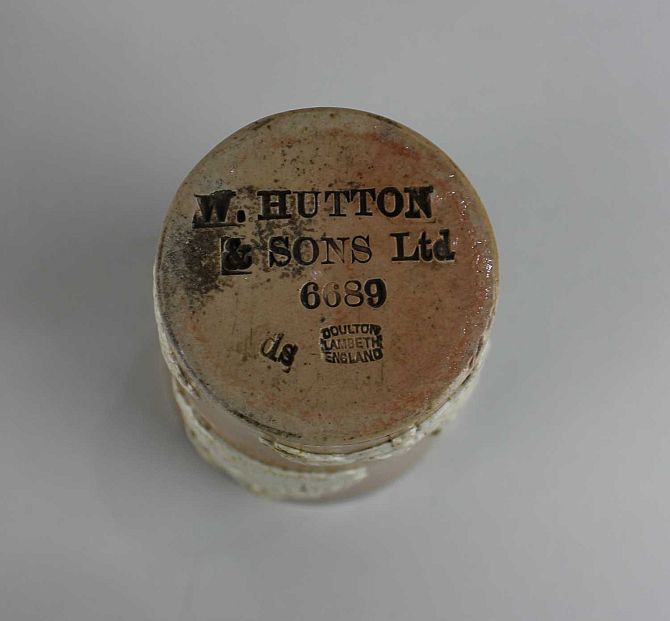 W. HUTTON
& SONS Ltd
6689
ds
DOULTON
LAMBETH
ENGLAND